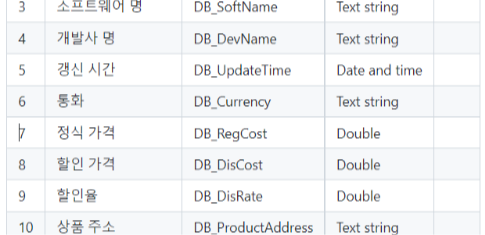 3 소프트웨어 명 DB_SoftName Text string
4 개발사 명 DB_DevName Text string
5 갱신 시간 DB_UpdateTime Date and time
6 통화 DB_Currency Text string
7 정식 가격 DB_RegCost Double
8 할인 가격 DB_DisCost Double
9 할인율 DB_DisRate Double
10 상품 주소 DB_ProductAddress Text string